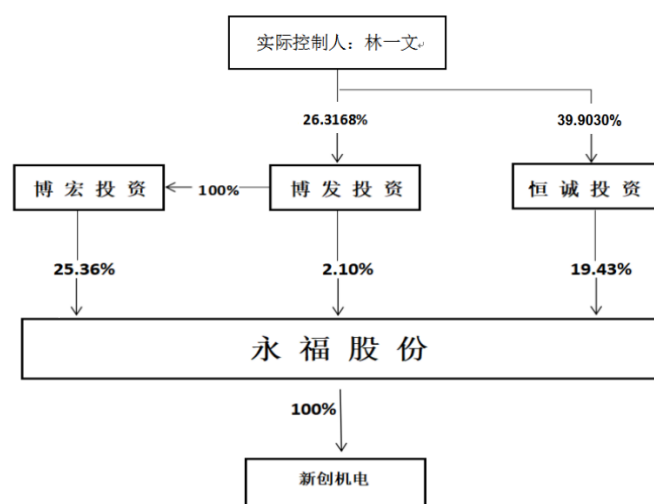 实际控制人：林一文
26.3168%
39.9030%
博宏投资
100%
博发投资
恒诚投资
25.36%
2.10%
19.43%
永福股份
100%
新创机电